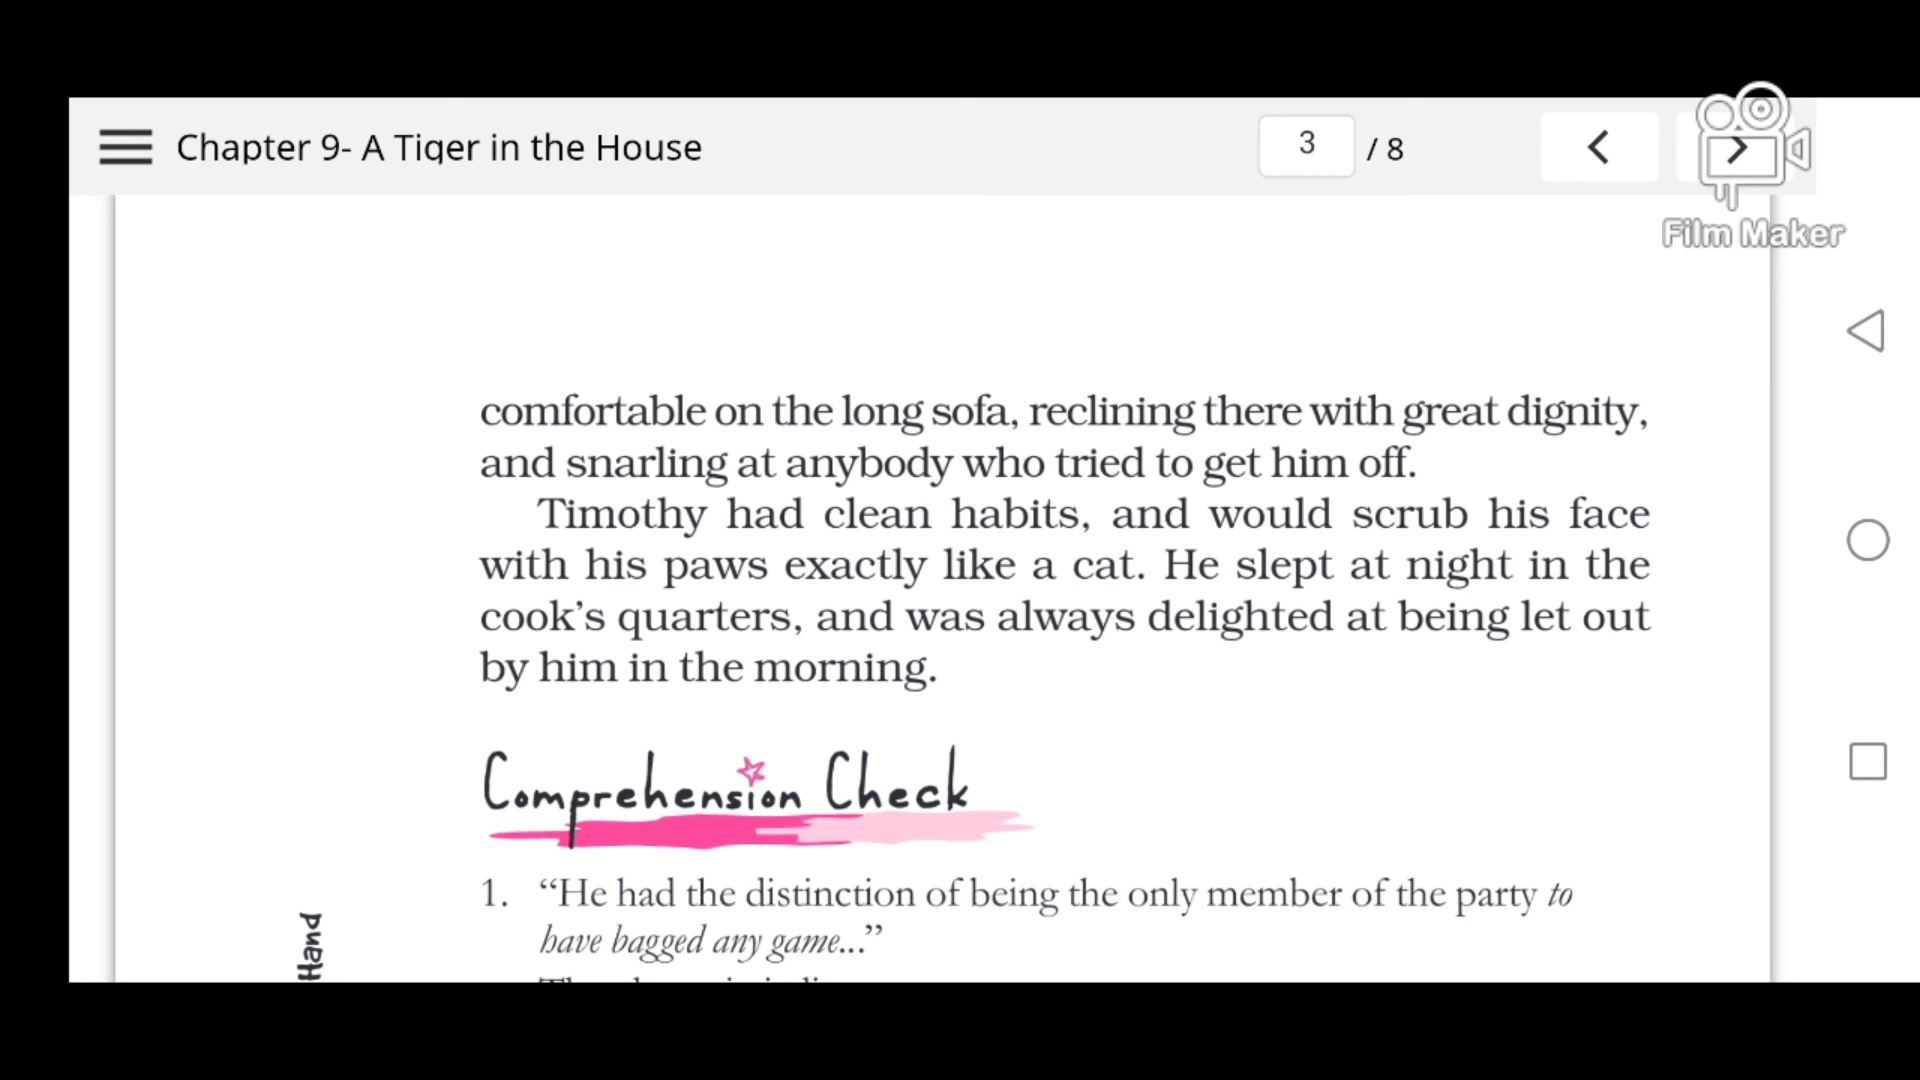 Chapter 9- A Tiger in the House
3 / 8
Film Maker
comfortable on the long sofa, reclining there with great dignity,
and snarling at anybody who tried to get him off.
Timothy had clean habits, and would scrub his face
with his paws exactly like a cat. He slept at night in the
cook’s quarters, and was always delighted at being let out
by him in the morning.
Comprehension Check
1. “He had the distinction of being the only member of the party to
have bagged any game...”
Hand